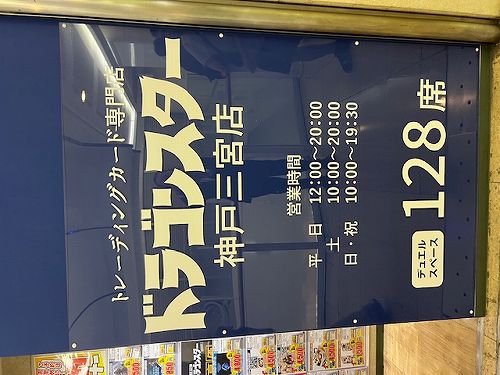 トレーディングカード専門店
ドラゴンスター
神戸三宮店
営業時間
平 日 12:00～20:00
土 10:00～20:00
日・祝 10:00～19:30
デュエル
スペース
128席